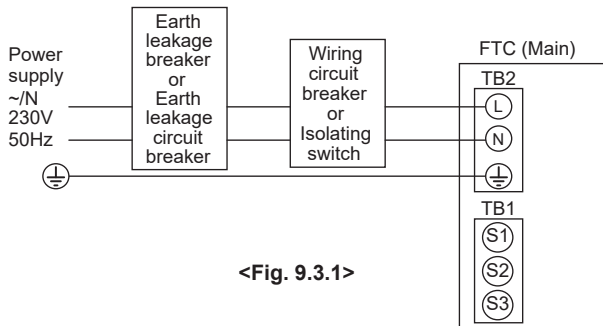 Power
supply
~/N
230V
50Hz
Earth
leakage
breaker
or
Earth
leakage
circuit
breaker
Wiring
circuit
breaker
or
Isolating
switch
FTC (Main)
TB2
L
N
TB1
S1
S2
S3
<Fig. 9.3.1>